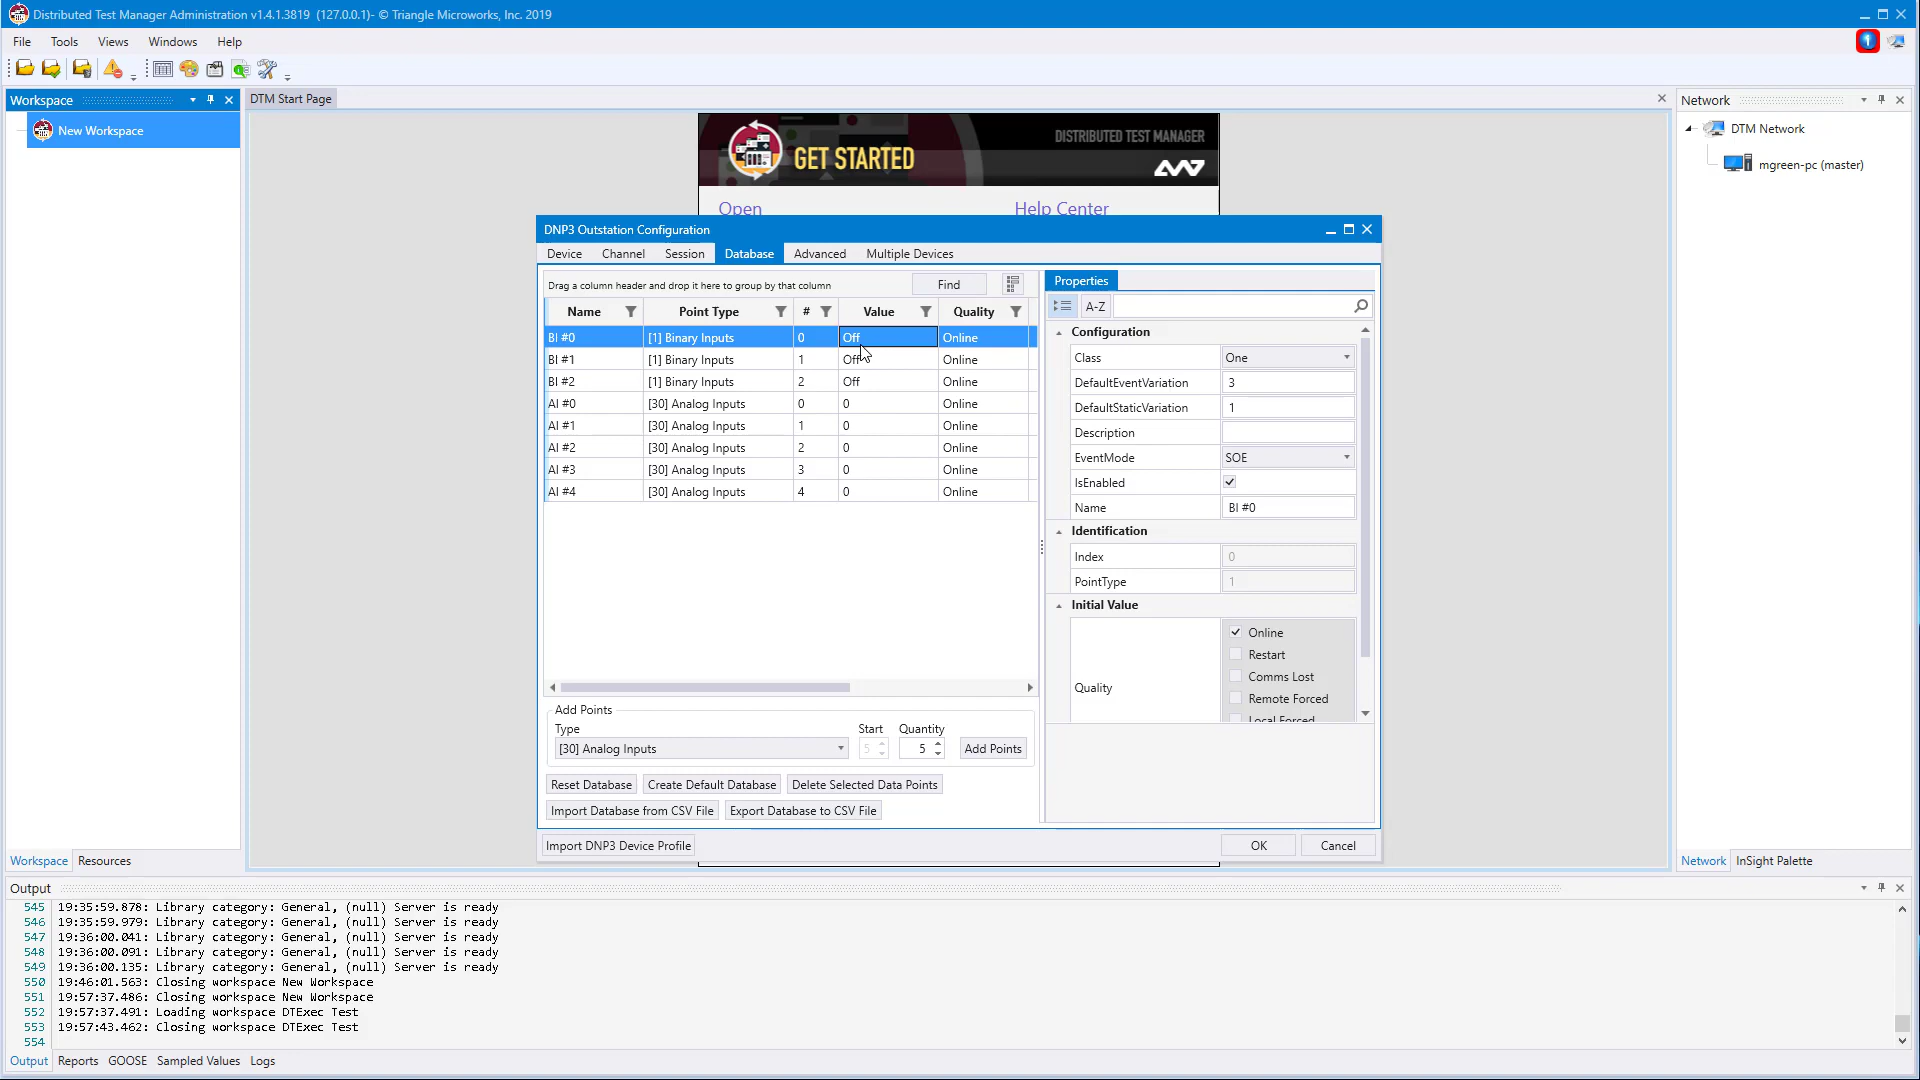 Distributed Test Manager Administration v1.4.1.3819 (127.0.0.1)- © Triangle Microworks, Inc. 2019
File Tools Views Windows Help
Workspace
New Workspace
DTM Start Page
GET STARTED
DISTRIBUTED TEST MANAGER
Open Help Center
Network
DTM Network
mgreen-pc (master)
DNP3 Outstation Configuration
Device Channel Session Database Advanced Multiple Devices
Drag a column header and drop it here to group by that column Find
Name Point Type # Value Quality
BI #0 [1] Binary Inputs 0 Off Online
BI #1 [1] Binary Inputs 1 Off Online
BI #2 [1] Binary Inputs 2 Off Online
AI #0 [30] Analog Inputs 0 0 Online
AI #1 [30] Analog Inputs 1 0 Online
AI #2 [30] Analog Inputs 2 0 Online
AI #3 [30] Analog Inputs 3 0 Online
AI #4 [30] Analog Inputs 4 0 Online
Add Points
Type Start Quantity
[30] Analog Inputs 5 5 Add Points
Reset Database Create Default Database Delete Selected Data Points
Import Database from CSV File Export Database to CSV File
Properties
A-Z
Configuration
Class One
DefaultEventVariation 3
DefaultStaticVariation 1
Description
EventMode SOE
IsEnabled
Name BI #0
Identification
Index 0
PointType 1
Initial Value
Quality
Online
Restart
Comms Lost
Remote Forced
Local Forced
Import DNP3 Device Profile OK Cancel
Workspace Resources
Network InSight Palette
Output
545 19:35:59.878: Library category: General, (null) Server is ready
546 19:35:59.979: Library category: General, (null) Server is ready
547 19:36:00.041: Library category: General, (null) Server is ready
548 19:36:00.091: Library category: General, (null) Server is ready
549 19:36:00.135: Library category: General, (null) Server is ready
550 19:46:01.563: Closing workspace New Workspace
551 19:57:37.486: Closing workspace New Workspace
552 19:57:37.491: Loading workspace DTExec Test
553 19:57:43.462: Closing workspace DTExec Test
554
Output Reports GOOSE Sampled Values Logs